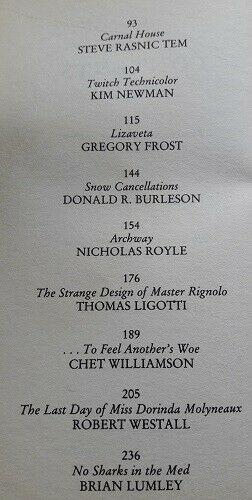 93
Carnal House
STEVE RASNIC TEM
104
Twitch Technicolor
KIM NEWMAN
115
Lizaveta
GREGORY FROST
144
Snow Cancellations
DONALD R. BURLESON
154
Archway
NICHOLAS ROYLE
176
The Strange Design of Master Rignolo
THOMAS LIGOTTI
189
. . . To Feel Another's Woe
CHET WILLIAMSON
205
The Last Day of Miss Dorinda Molyneaux
ROBERT WESTALL
236
No Sharks in the Med
BRIAN LUMLEY